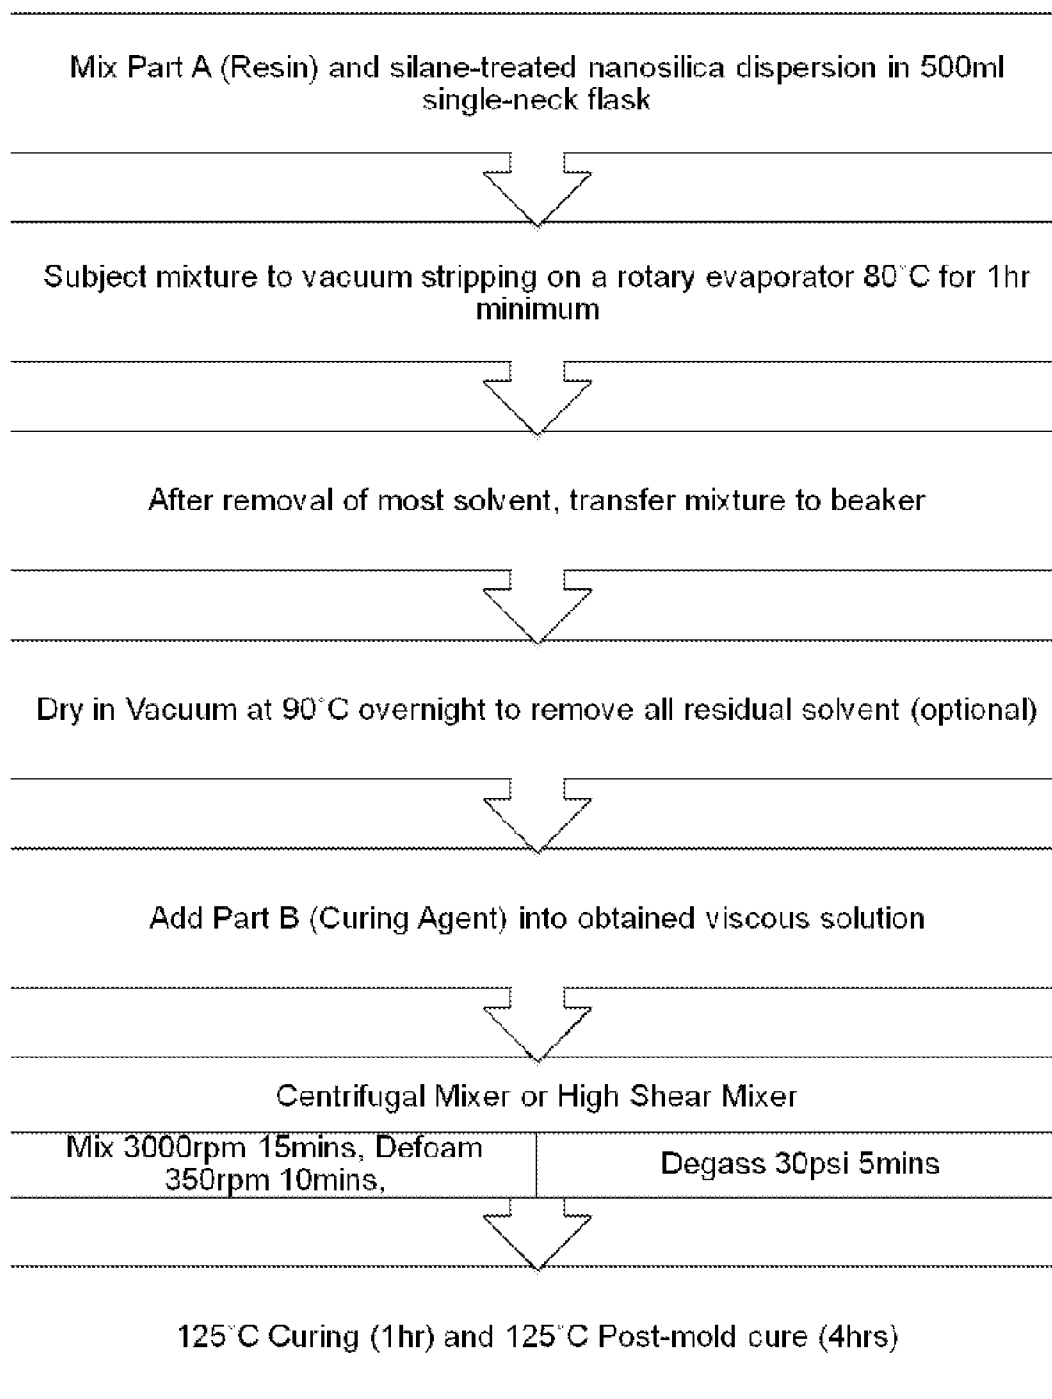 Mix Part A (Resin) and silane-treated nanosilica dispersion in 500ml
single-neck flask
Subject mixture to vacuum stripping on a rotary evaporator 80°C for 1hr
minimum
After removal of most solvent, transfer mixture to beaker
Dry in Vacuum at 90°C overnight to remove all residual solvent (optional)
Add Part B (Curing Agent) into obtained viscous solution
Centrifugal Mixer or High Shear Mixer
Mix 3000rpm 15mins, Defoam
350rpm 10mins,
Degass 30psi 5mins
125°C Curing (1hr) and 125°C Post-mold cure (4hrs)